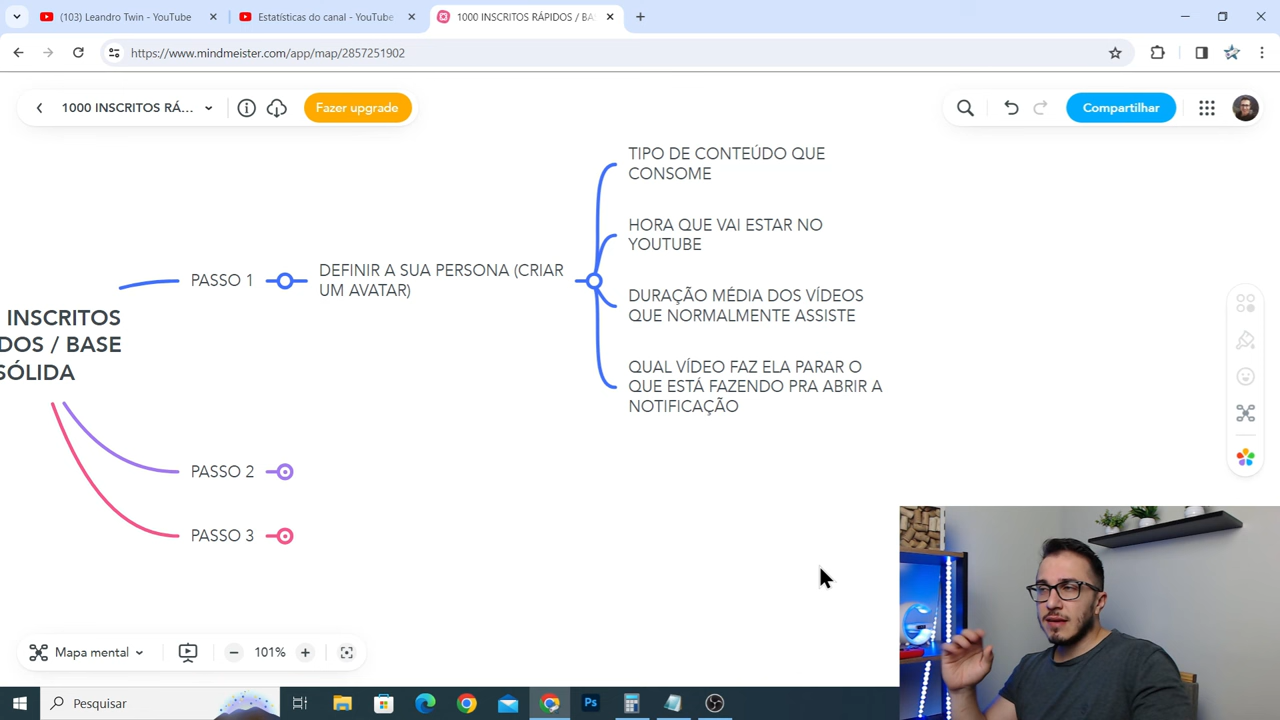 (103) Leandro Twin - YouTube
Estatísticas do canal - YouTube
1000 INSCRITOS RÁPIDOS / BA
https://www.mindmeister.com/app/map/2857251902
1000 INSCRITOS RÁ...
Fazer upgrade
Compartilhar
TIPO DE CONTEÚDO QUE
CONSOME
HORA QUE VAI ESTAR NO
YOUTUBE
DEFINIR A SUA PERSONA (CRIAR
UM AVATAR)
PASSO 1
DURAÇÃO MÉDIA DOS VÍDEOS
QUE NORMALMENTE ASSISTE
INSCRITOS
DOS / BASE
SÓLIDA
QUAL VÍDEO FAZ ELA PARAR O
QUE ESTÁ FAZENDO PRA ABRIR A
NOTIFICAÇÃO
PASSO 2
PASSO 3
Mapa mental
101%
Pesquisar
Ps